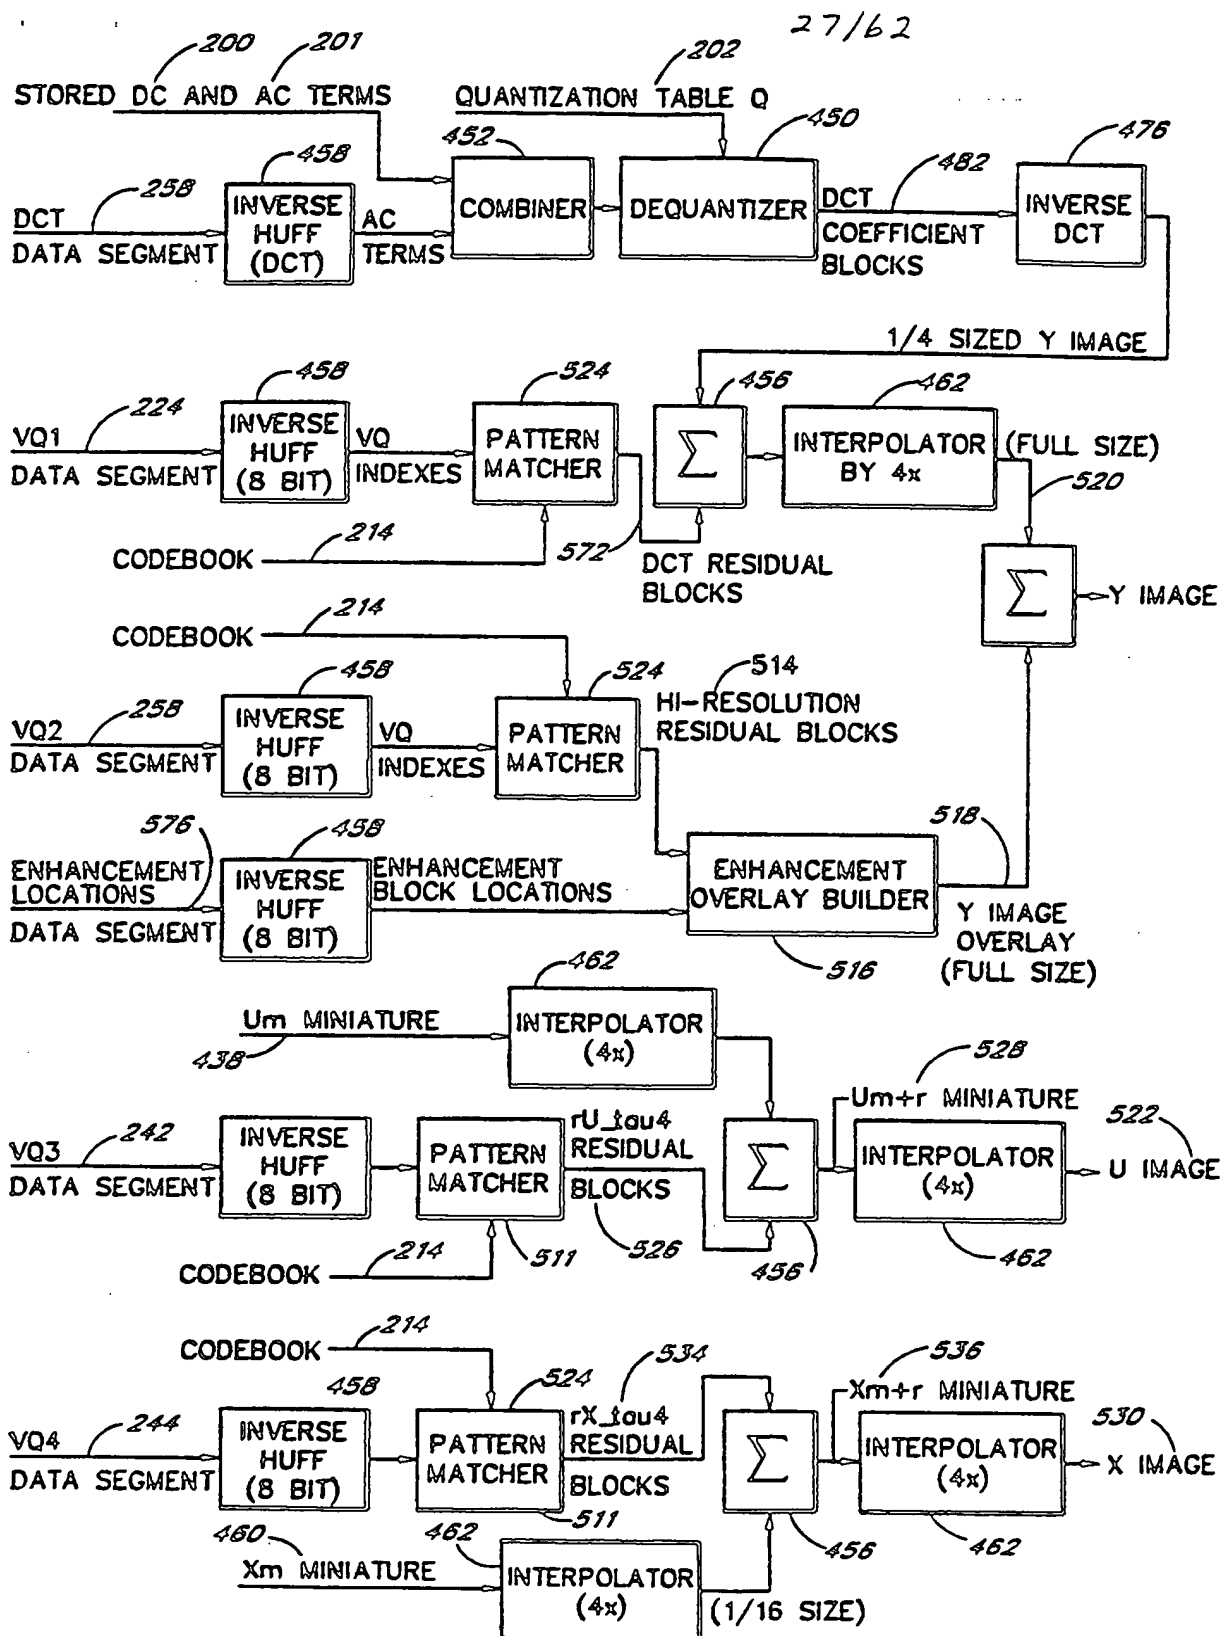 27/62
200 201 202
STORED DC AND AC TERMS
QUANTIZATION TABLE Q
452 450 476
458 482
258
DCT
DATA SEGMENT
INVERSE
HUFF
(DCT)
AC
TERMS
COMBINER
DEQUANTIZER
DCT
COEFFICIENT
BLOCKS
INVERSE
DCT
1/4 SIZED Y IMAGE
458 524 456 462
224
VQ1
DATA SEGMENT
INVERSE
HUFF
(8 BIT)
VQ
INDEXES
PATTERN
MATCHER
Σ
INTERPOLATOR
BY 4x
(FULL SIZE)
520
CODEBOOK
214
572
DCT RESIDUAL
BLOCKS
Σ
Y IMAGE
CODEBOOK
214
458 524 514
258
VQ2
DATA SEGMENT
INVERSE
HUFF
(8 BIT)
VQ
INDEXES
PATTERN
MATCHER
HI-RESOLUTION
RESIDUAL BLOCKS
576 458 518
ENHANCEMENT
LOCATIONS
DATA SEGMENT
INVERSE
HUFF
(8 BIT)
ENHANCEMENT
BLOCK LOCATIONS
ENHANCEMENT
OVERLAY BUILDER
516
Y IMAGE
OVERLAY
(FULL SIZE)
462
Um MINIATURE
438
INTERPOLATOR
(4x)
528
Um+r MINIATURE
522
242
VQ3
DATA SEGMENT
INVERSE
HUFF
(8 BIT)
PATTERN
MATCHER
rU_tau4
RESIDUAL
BLOCKS
Σ
INTERPOLATOR
(4x)
U IMAGE
CODEBOOK
214
511 526 456 462
CODEBOOK
214
458 524 534 536
Xm+r MINIATURE
530
244
VQ4
DATA SEGMENT
INVERSE
HUFF
(8 BIT)
PATTERN
MATCHER
rX_tau4
RESIDUAL
BLOCKS
Σ
INTERPOLATOR
(4x)
X IMAGE
460 462 511 456 462
Xm MINIATURE
INTERPOLATOR
(4x)
(1/16 SIZE)